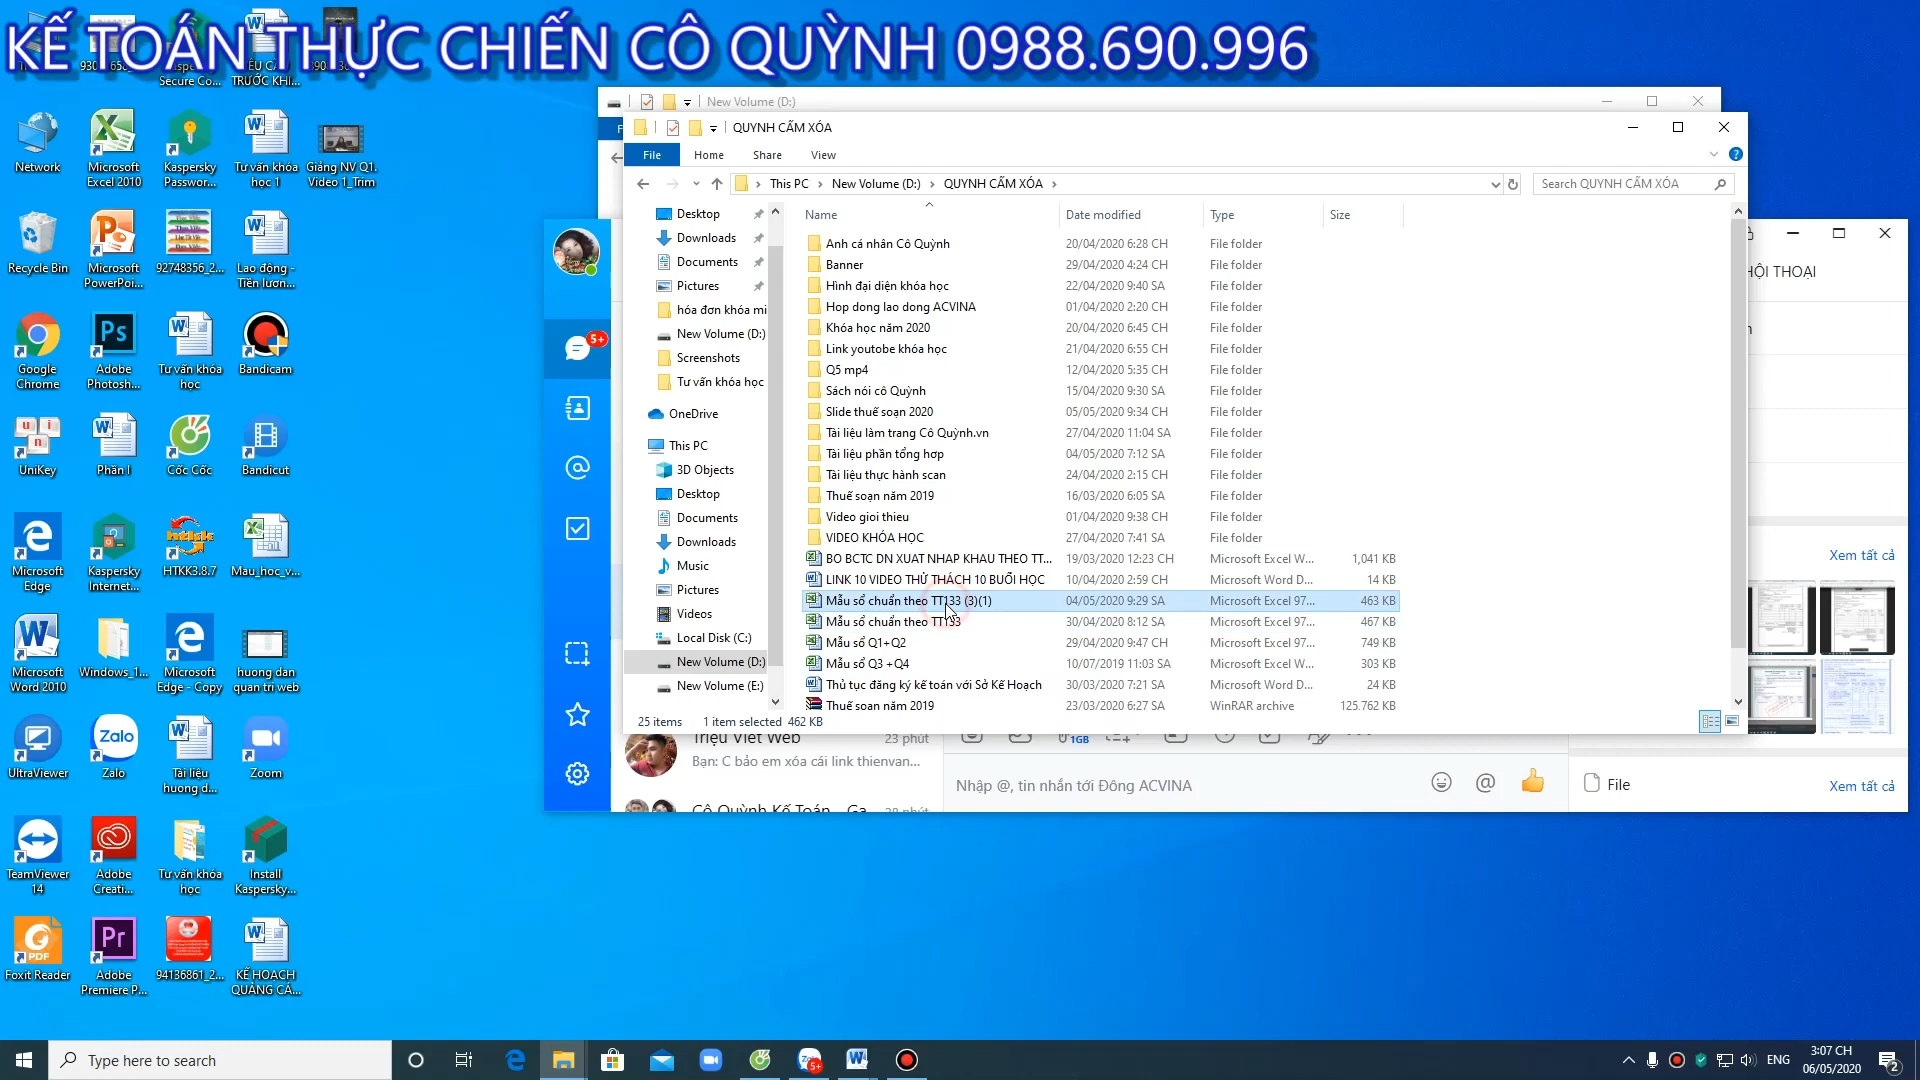 KẾ TOÁN THỰC CHIẾN CÔ QUỲNH 0988.690.996
Secure Co...
TRƯỚC KHI...
Network
Microsoft Excel 2010
Kaspersky Passwor...
Tư vấn khóa học 1
Giảng NV Q1. Video 1_Trim
Recycle Bin
Microsoft PowerPoi...
92748356_2...
Lao động - Tiền lươn...
Google Chrome
Adobe Photosh...
Tư vấn khóa học
Bandicam
UniKey
Phần I
Cốc Cốc
Bandicut
Microsoft Edge
Kaspersky Internet...
HTKK3.8.7
Mau_hoc_v...
Microsoft Word 2010
Windows_1...
Microsoft Edge - Copy
huong dan quan tri web
UltraViewer
Zalo
Tài liệu huong d...
Zoom
TeamViewer 14
Adobe Creati...
Tư vấn khóa học
Install Kaspersky...
Foxit Reader
Adobe Premiere P...
94136861_2...
KẾ HOẠCH QUẢNG CÁ...
New Volume (D:)
QUYNH CẤM XÓA
File
Home
Share
View
This PC
New Volume (D:)
QUYNH CẤM XÓA
Search QUYNH CẤM XÓA
Desktop
Downloads
Documents
Pictures
hóa đơn khóa mi
New Volume (D:)
Screenshots
Tư vấn khóa học
OneDrive
This PC
3D Objects
Desktop
Documents
Downloads
Music
Pictures
Videos
Local Disk (C:)
New Volume (D:)
New Volume (E:)
Name Date modified Type Size
Anh cá nhân Cô Quỳnh 20/04/2020 6:28 CH File folder
Banner 29/04/2020 4:24 CH File folder
Hình đại diện khóa học 22/04/2020 9:40 SA File folder
Hop dong lao dong ACVINA 01/04/2020 2:20 CH File folder
Khóa học năm 2020 20/04/2020 6:45 CH File folder
Link youtobe khóa học 21/04/2020 6:55 CH File folder
Q5 mp4 12/04/2020 5:35 CH File folder
Sách nói cô Quỳnh 15/04/2020 9:30 SA File folder
Slide thuế soạn 2020 05/05/2020 9:34 CH File folder
Tài liệu làm trang Cô Quỳnh.vn 27/04/2020 11:04 SA File folder
Tài liệu phần tổng hơp 04/05/2020 7:12 SA File folder
Tài liệu thực hành scan 24/04/2020 2:15 CH File folder
Thuế soạn năm 2019 16/03/2020 6:05 SA File folder
Video gioi thieu 01/04/2020 9:38 CH File folder
VIDEO KHÓA HỌC 27/04/2020 7:41 SA File folder
BO BCTC DN XUAT NHAP KHAU THEO TT... 19/03/2020 12:23 CH Microsoft Excel W... 1,041 KB
LINK 10 VIDEO THỬ THÁCH 10 BUỔI HỌC 10/04/2020 2:59 CH Microsoft Word D... 14 KB
Mẫu sổ chuẩn theo TT133 (3)(1) 04/05/2020 9:29 SA Microsoft Excel 97... 463 KB
Mẫu sổ chuẩn theo TT133 30/04/2020 8:12 SA Microsoft Excel 97... 467 KB
Mẫu sổ Q1+Q2 29/04/2020 9:47 CH Microsoft Excel 97... 749 KB
Mẫu sổ Q3 +Q4 10/07/2019 11:03 SA Microsoft Excel W... 303 KB
Thủ tục đăng ký kế toán với Sở Kế Hoạch 30/03/2020 7:21 SA Microsoft Word D... 24 KB
Thuế soan năm 2019 23/03/2020 6:27 SA WinRAR archive 125.762 KB
25 items 1 item selected 462 KB
5+
HỘI THOẠI
Xem tất cả
Triệu Viết Web 23 phút
Bạn: C bảo em xóa cái link thienvan...
Cô Quỳnh Kế Toán
28 phút
1GB
Nhập @, tin nhắn tới Đông ACVINA
File
Xem tất cả
Type here to search
5+
ENG
3:07 CH
06/05/2020
2